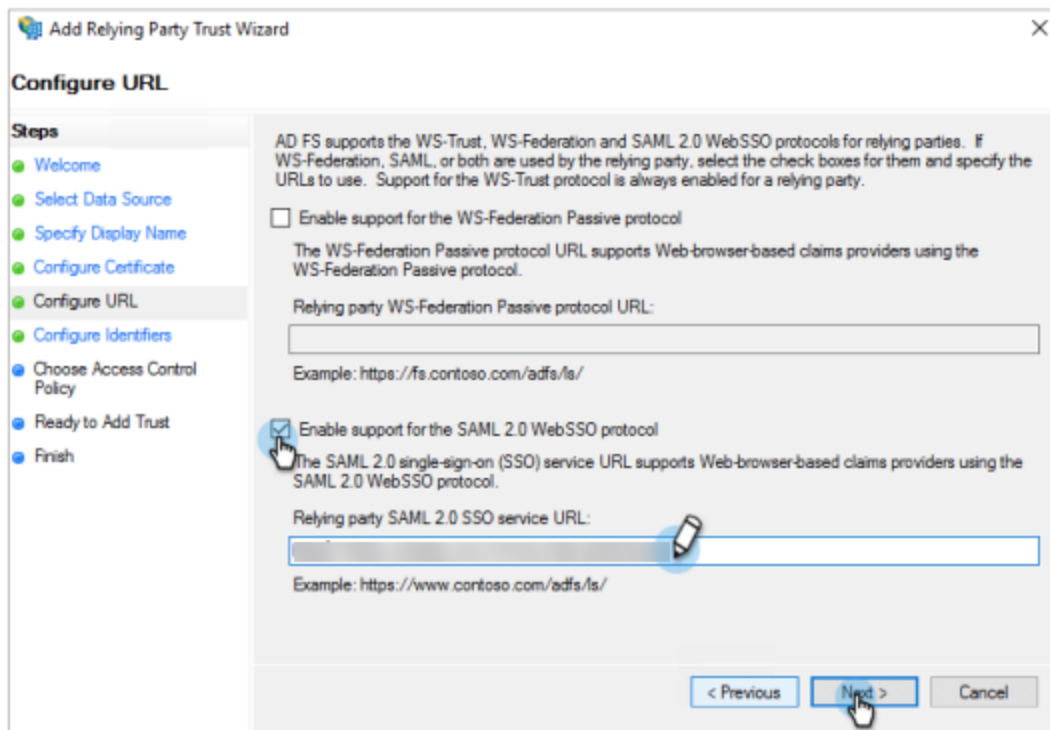 Add Relying Party Trust Wizard
Configure URL
Steps
Welcome
Select Data Source
Specify Display Name
Configure Certificate
Configure URL
Configure Identifiers
Choose Access Control
Policy
Ready to Add Trust
Finish
AD FS supports the WS-Trust, WS-Federation and SAML 2.0 WebSSO protocols for relying parties. If
WS-Federation, SAML, or both are used by the relying party, select the check boxes for them and specify the
URLs to use. Support for the WS-Trust protocol is always enabled for a relying party.
Enable support for the WS-Federation Passive protocol
The WS-Federation Passive protocol URL supports Web-browser-based claims providers using the
WS-Federation Passive protocol.
Relying party WS-Federation Passive protocol URL:
Example: https://fs.contoso.com/adfs/ls/
Enable support for the SAML 2.0 WebSSO protocol
The SAML 2.0 single-sign-on (SSO) service URL supports Web-browser-based claims providers using the
SAML 2.0 WebSSO protocol.
Relying party SAML 2.0 SSO service URL:
Example: https://www.contoso.com/adfs/ls/
< Previous
Next >
Cancel